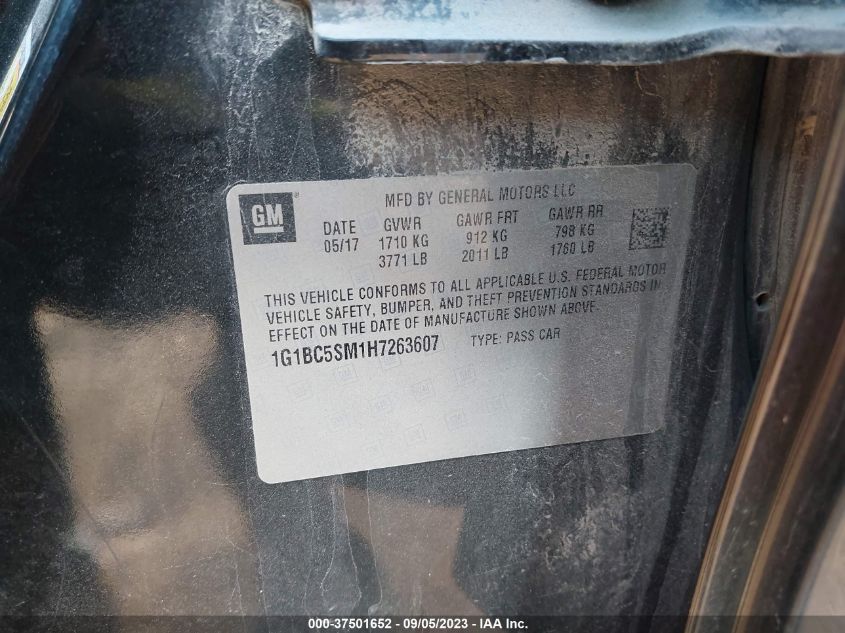 GM
MFD BY GENERAL MOTORS LLC
DATE GVWR GAWR FRT GAWR RR
05/17 1710 KG 912 KG 798 KG
3771 LB 2011 LB 1760 LB
THIS VEHICLE CONFORMS TO ALL APPLICABLE U.S. FEDERAL MOTOR
VEHICLE SAFETY, BUMPER, AND THEFT PREVENTION STANDARDS IN
EFFECT ON THE DATE OF MANUFACTURE SHOWN ABOVE.
1G1BC5SM1H7263607 TYPE: PASS CAR
000-37501652 - 09/05/2023 - IAA Inc.